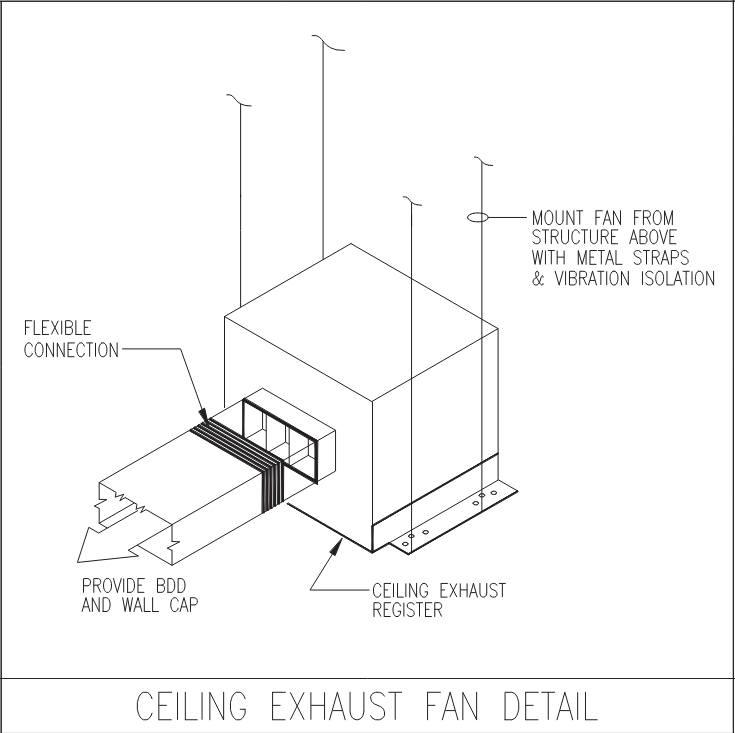 MOUNT FAN FROM
STRUCTURE ABOVE
WITH METAL STRAPS
& VIBRATION ISOLATION
FLEXIBLE
CONNECTION
PROVIDE BDD
AND WALL CAP
CEILING EXHAUST
REGISTER
CEILING EXHAUST FAN DETAIL